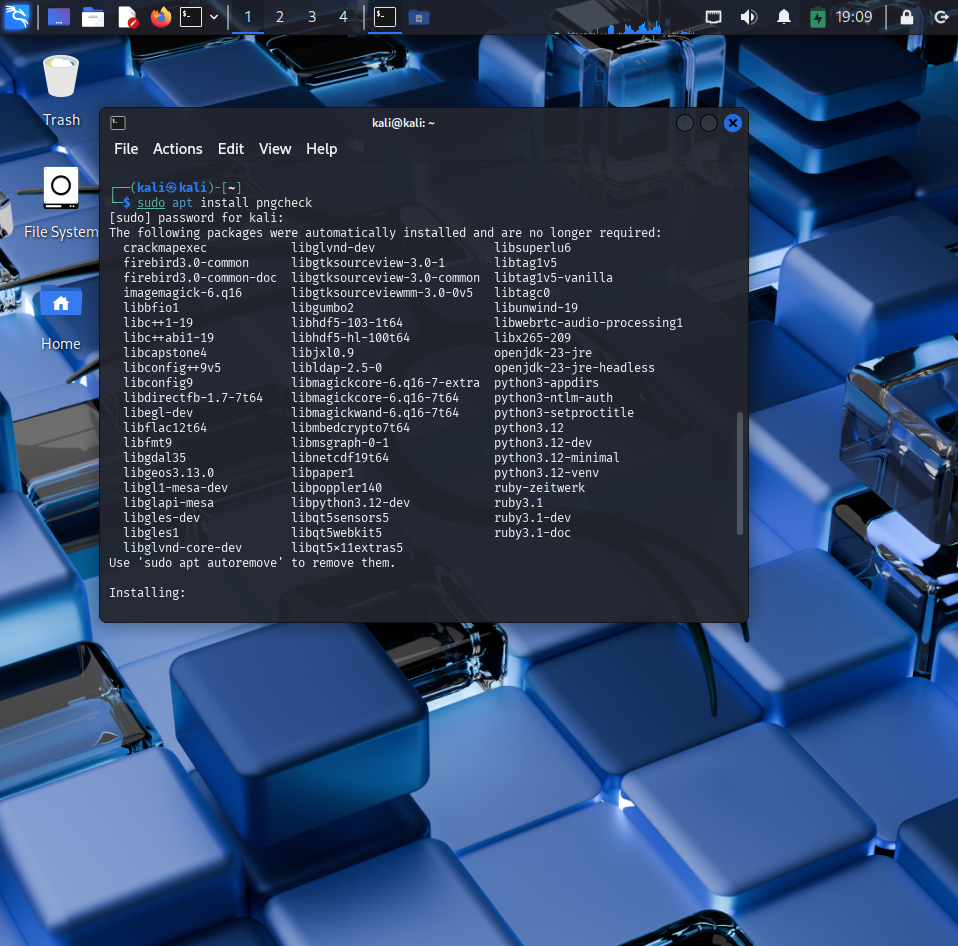 1 2 3 4 19:09
Trash
File System
Home
kali@kali: ~
File Actions Edit View Help
┌──(kali㉿kali)-[~]
└─$ sudo apt install pngcheck
[sudo] password for kali:
The following packages were automatically installed and are no longer required:
crackmapexec libglvnd-dev libsuperlu6
firebird3.0-common libgtksourceview-3.0-1 libtag1v5
firebird3.0-common-doc libgtksourceview-3.0-common libtag1v5-vanilla
imagemagick-6.q16 libgtksourceviewmm-3.0-0v5 libtagc0
libbfio1 libgumbo2 libunwind-19
libc++1-19 libhdf5-103-1t64 libwebrtc-audio-processing1
libc++abi1-19 libhdf5-hl-100t64 libx265-209
libcapstone4 libjxl0.9 openjdk-23-jre
libconfig++9v5 libldap-2.5-0 openjdk-23-jre-headless
libconfig9 libmagickcore-6.q16-7-extra python3-appdirs
libdirectfb-1.7-7t64 libmagickcore-6.q16-7t64 python3-ntlm-auth
libegl-dev libmagickwand-6.q16-7t64 python3-setproctitle
libflac12t64 libmbedcrypto7t64 python3.12
libfmt9 libmsgraph-0-1 python3.12-dev
libgdal35 libnetcdf19t64 python3.12-minimal
libgeos3.13.0 libpaper1 python3.12-venv
libgl1-mesa-dev libpoppler140 ruby-zeitwerk
libglapi-mesa libpython3.12-dev ruby3.1
libgles-dev libqt5sensors5 ruby3.1-dev
libgles1 libqt5webkit5 ruby3.1-doc
libglvnd-core-dev libqt5x11extras5
Use 'sudo apt autoremove' to remove them.
Installing: